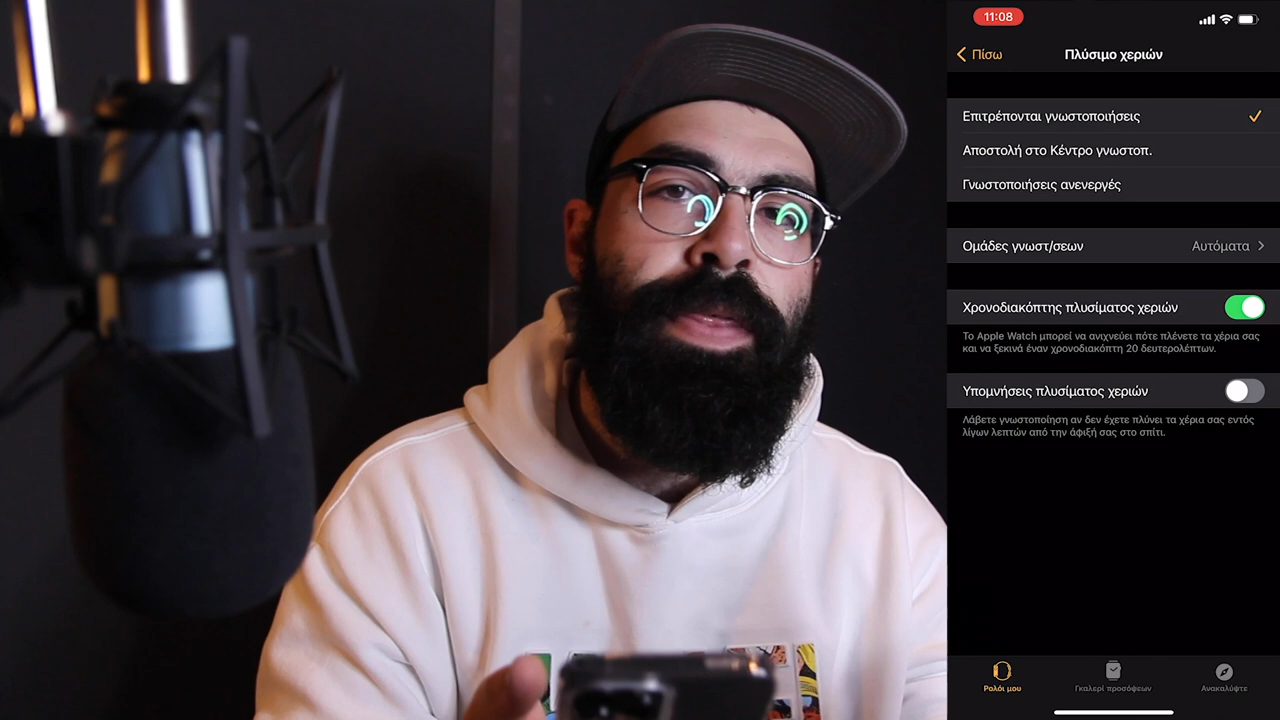 11:08
Πίσω
Πλύσιμο χεριών
Επιτρέπονται γνωστοποιήσεις
Αποστολή στο Κέντρο γνωστοπ.
Γνωστοποιήσεις ανενεργές
Ομάδες γνωστ/σεων Αυτόματα
Χρονοδιακόπτης πλυσίματος χεριών
Το Apple Watch μπορεί να ανιχνεύει πότε πλένετε τα χέρια σας
και να ξεκινά έναν χρονοδιακόπτη 20 δευτερολέπτων.
Υπομνήσεις πλυσίματος χεριών
Λάβετε γνωστοποίηση αν δεν έχετε πλύνει τα χέρια σας εντός
λίγων λεπτών από την άφιξή σας στο σπίτι.
Ρολόι μου Γκαλερί προσόψεων Ανακαλύψτε